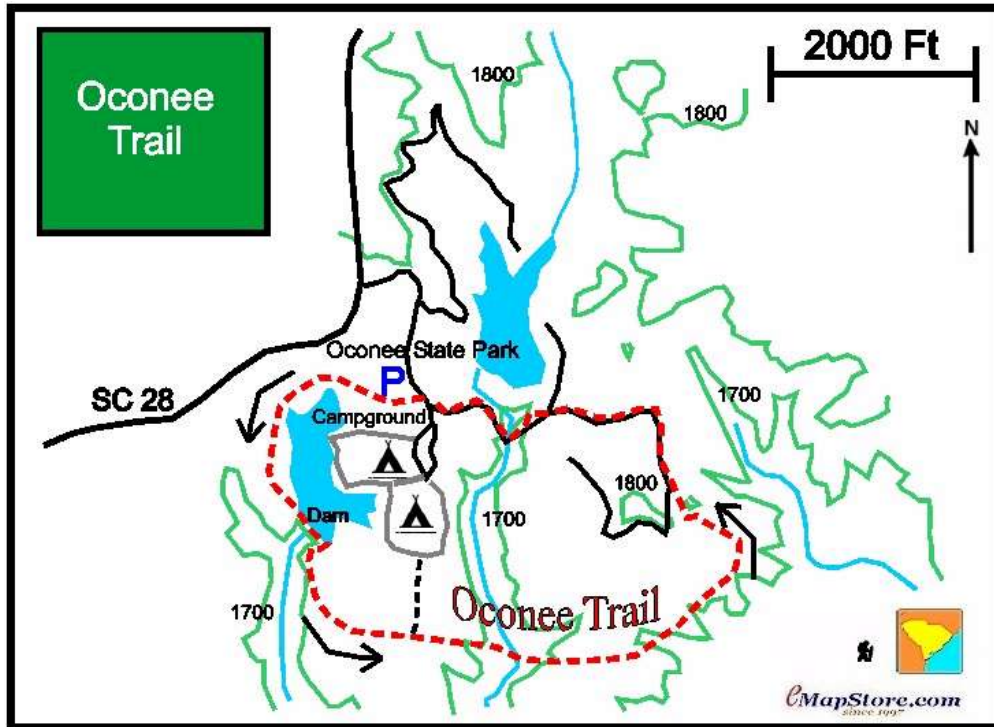 Oconee
Trail
2000 Ft
N
1800
1800
Oconee State Park
P
SC 28
Campground
1700
1800
Dam
1700
1700
Oconee Trail
eMapStore.com
since 1997